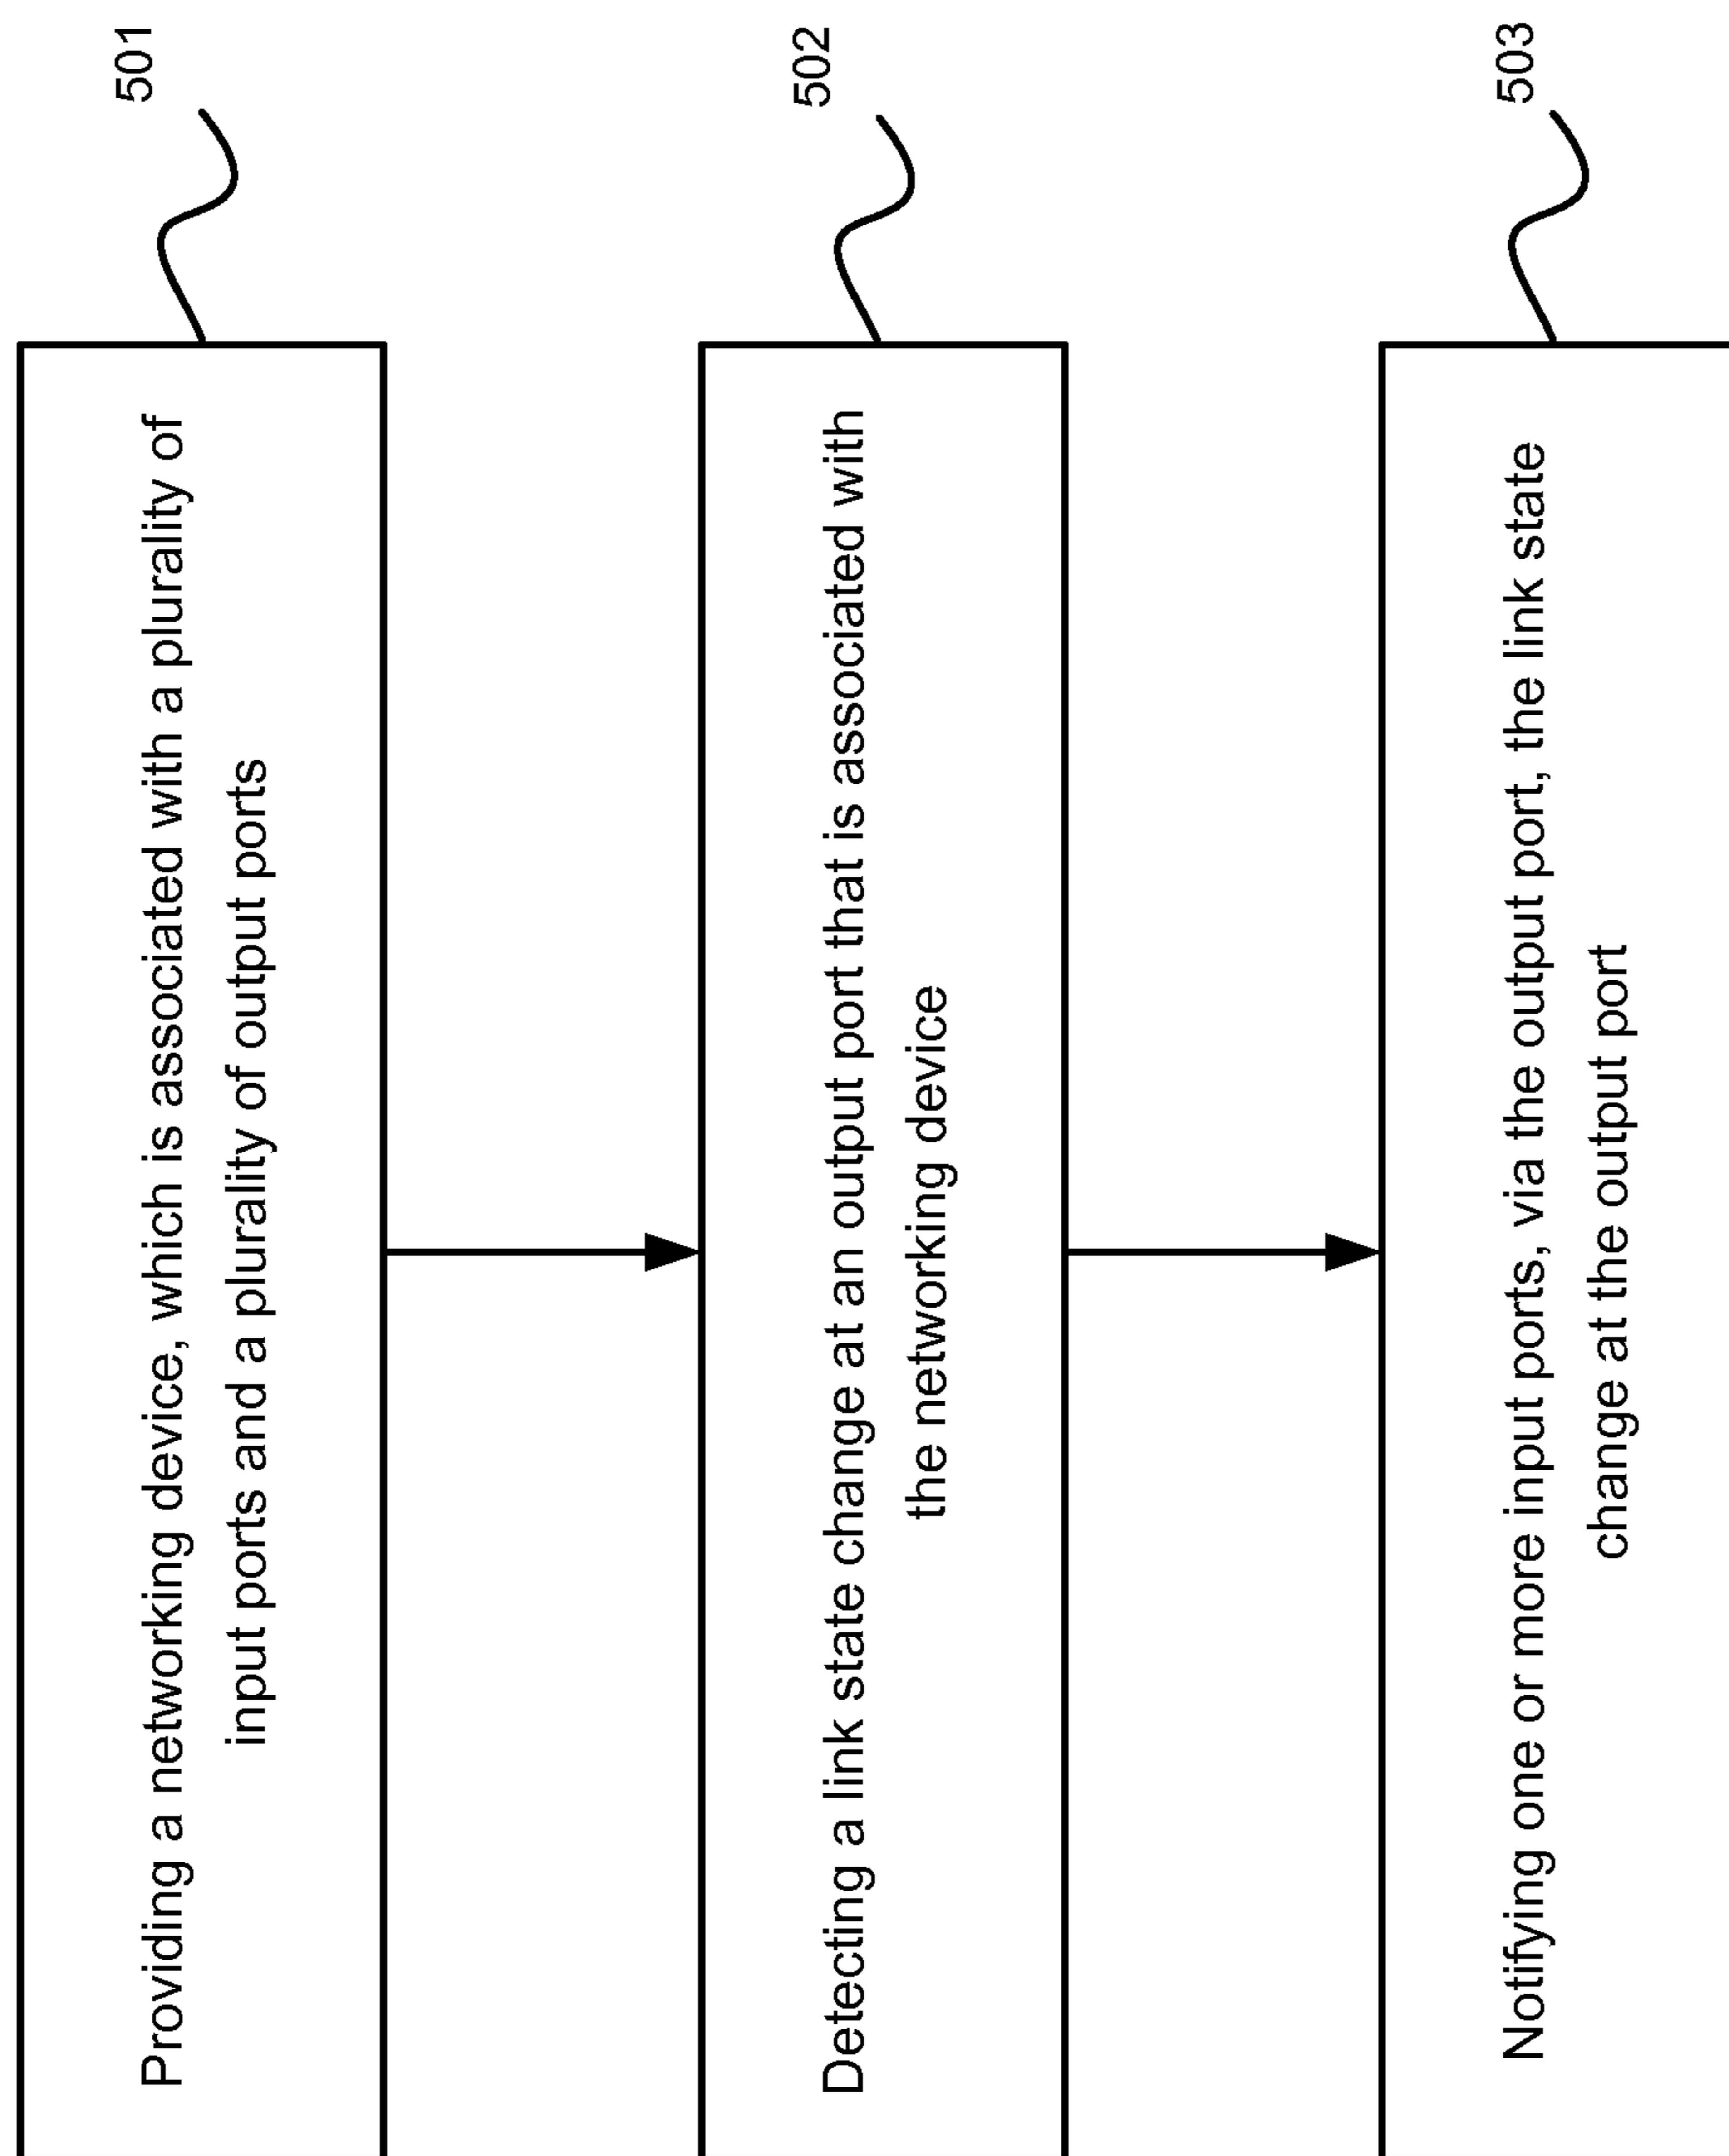 501
Providing a networking device, which is associated with a plurality of
input ports and a plurality of output ports
502
Detecting a link state change at an output port that is associated with
the networking device
503
Notifying one or more input ports, via the output port, the link state
change at the output port